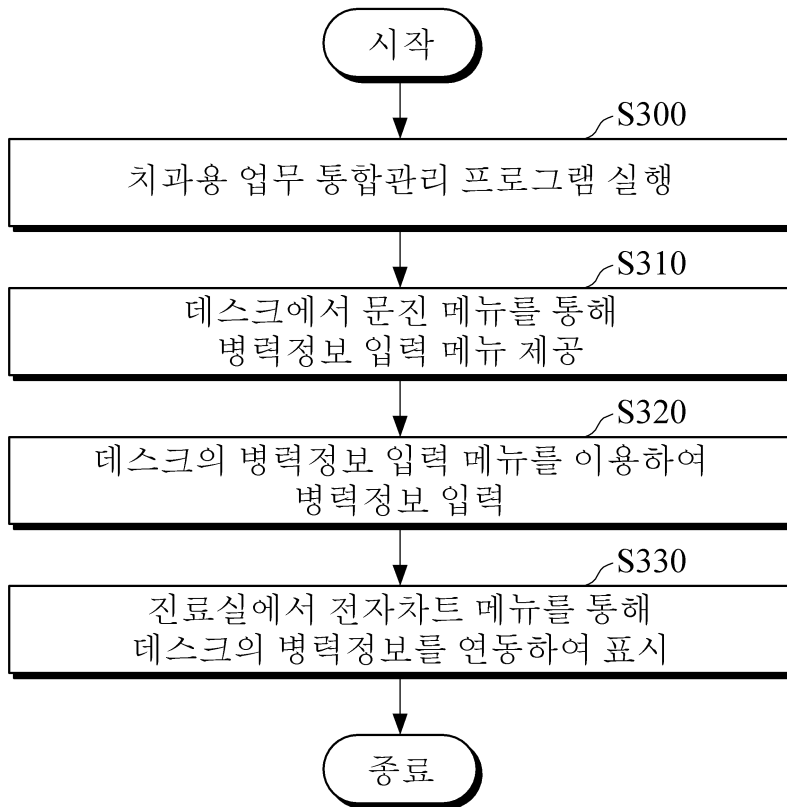 시작
S300
치과용 업무 통합관리 프로그램 실행
S310
데스크에서 문진 메뉴를 통해
병력정보 입력 메뉴 제공
S320
데스크의 병력정보 입력 메뉴를 이용하여
병력정보 입력
S330
진료실에서 전자차트 메뉴를 통해
데스크의 병력정보를 연동하여 표시
종료